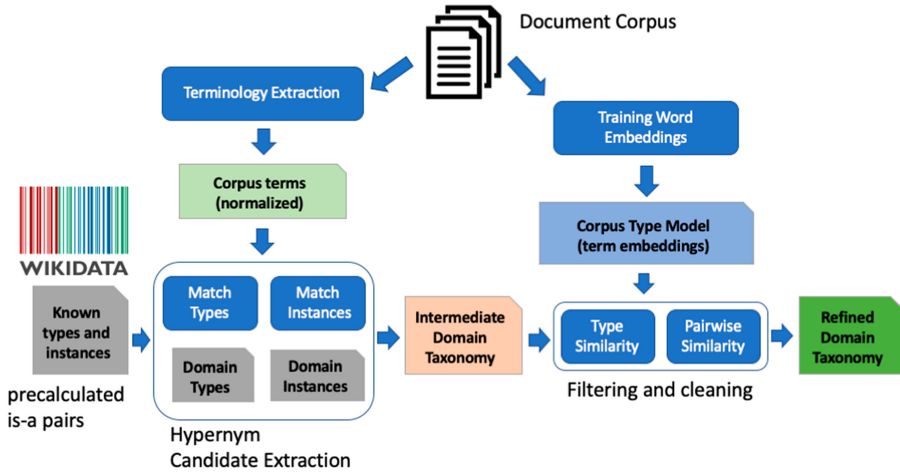 Document Corpus
Terminology Extraction
Training Word
Embeddings
Corpus terms
(normalized)
Corpus Type Model
(term embeddings)
WIKIDATA
Known
types and
instances
precalculated
is-a pairs
Match
Types
Match
Instances
Domain
Types
Domain
Instances
Hypernym
Candidate Extraction
Intermediate
Domain
Taxonomy
Type
Similarity
Pairwise
Similarity
Filtering and cleaning
Refined
Domain
Taxonomy